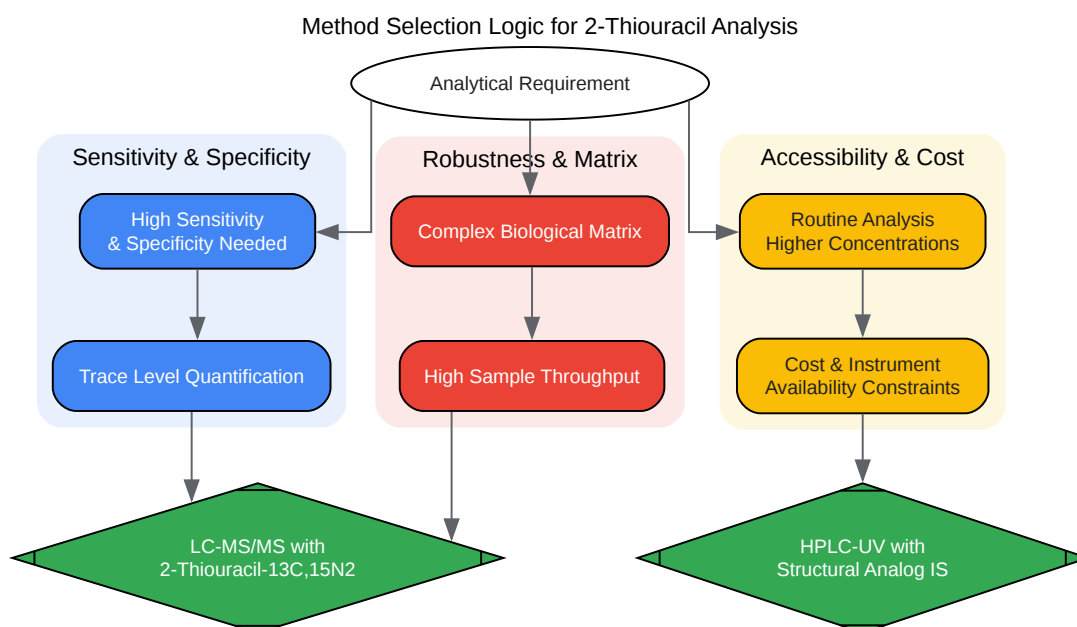 Method Selection Logic for 2-Thiouracil Analysis
Analytical Requirement
Sensitivity & Specificity
High Sensitivity
& Specificity Needed
Trace Level Quantification
Robustness & Matrix
Complex Biological Matrix
High Sample Throughput
Accessibility & Cost
Routine Analysis
Higher Concentrations
Cost & Instrument
Availability Constraints
LC-MS/MS with
2-Thiouracil-13C,15N2
HPLC-UV with
Structural Analog IS